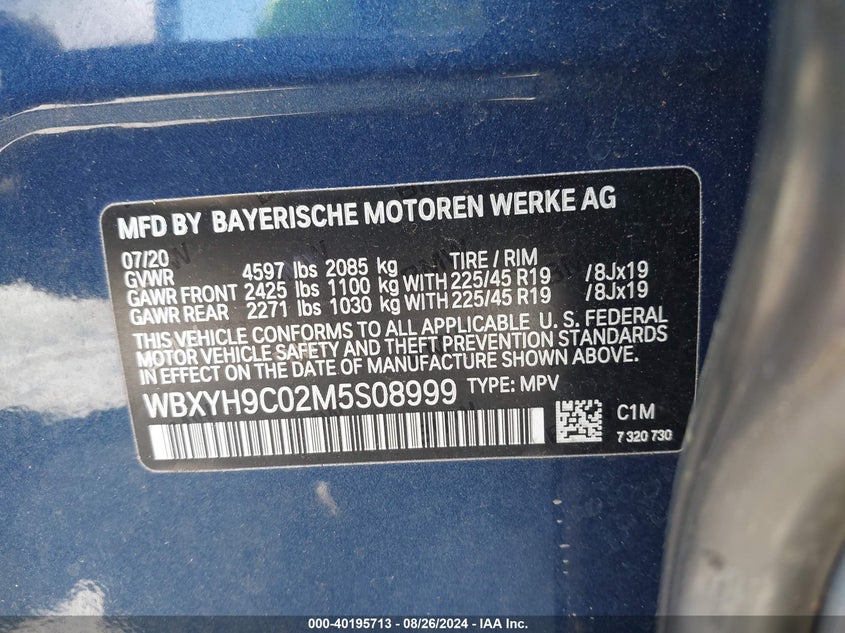 MFD BY BAYERISCHE MOTOREN WERKE AG
07/20 TIRE / RIM
GVWR 4597 lbs 2085 kg
GAWR FRONT 2425 lbs 1100 kg WITH 225/45 R19 /8Jx19
GAWR REAR 2271 lbs 1030 kg WITH 225/45 R19 /8Jx19
THIS VEHICLE CONFORMS TO ALL APPLICABLE U. S. FEDERAL
MOTOR VEHICLE SAFETY AND THEFT PREVENTION STANDARDS
IN EFFECT ON THE DATE OF MANUFACTURE SHOWN ABOVE.
WBXYH9C02M5S08999 TYPE: MPV
C1M
7 320 730
000-40195713 - 08/26/2024 - IAA Inc.